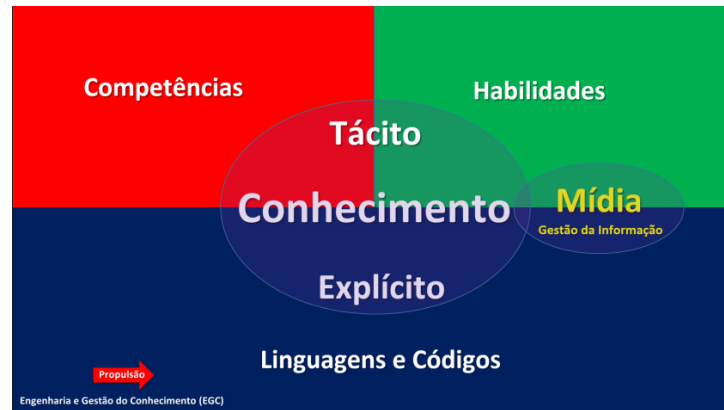 Competências
Habilidades
Tácito
Conhecimento
Mídia
Gestão da Informação
Explícito
Linguagens e Códigos
Propulsão
Engenharia e Gestão do Conhecimento (EGC)